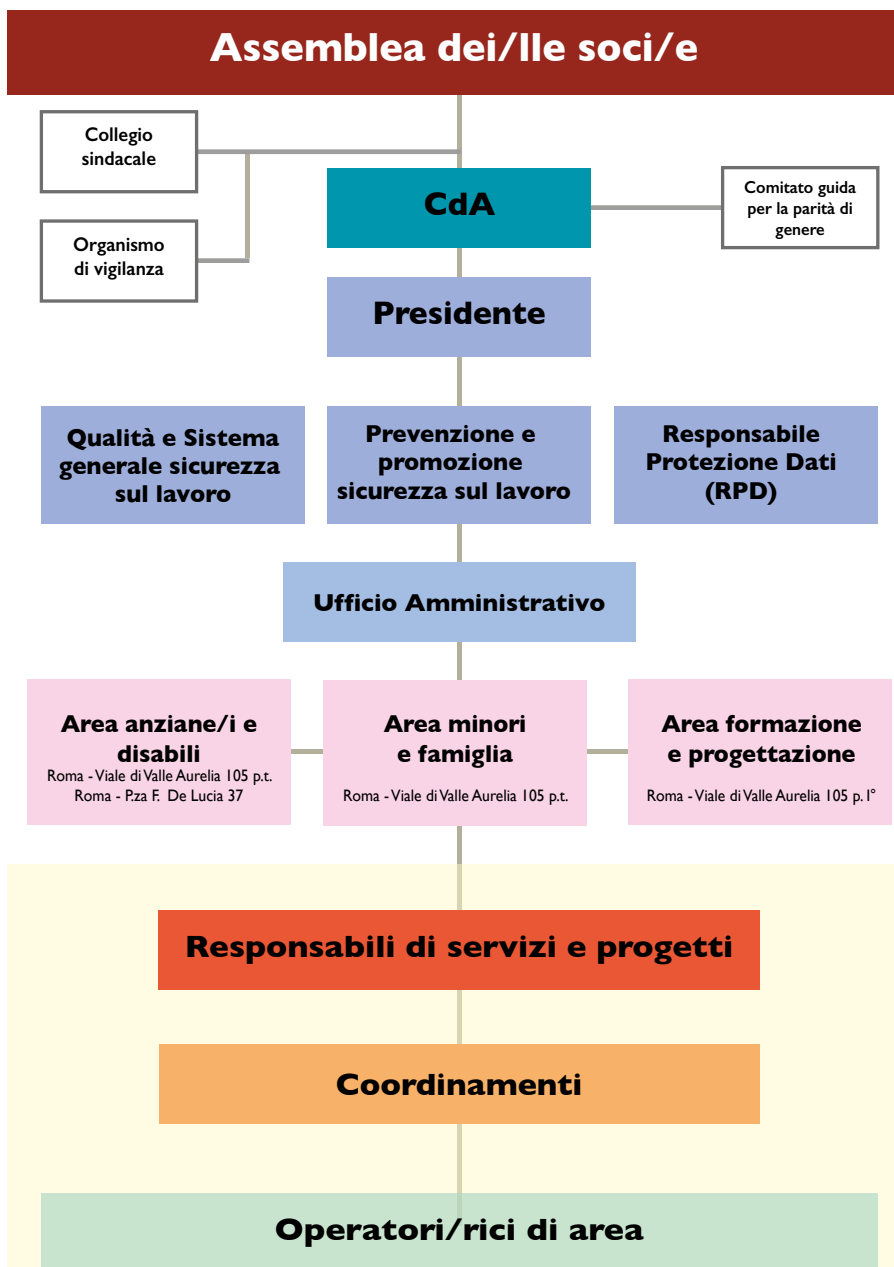 Assemblea dei/lle soci/e
Collegio
sindacale
Organismo
di vigilanza
CdA
Comitato guida
per la parità di
genere
Presidente
Qualità e Sistema
generale sicurezza
sul lavoro
Prevenzione e
promozione
sicurezza sul lavoro
Responsabile
Protezione Dati
(RPD)
Ufficio Amministrativo
Area anziane/i e
disabili
Roma - Viale di Valle Aurelia 105 p.t.
Roma - P.za F. De Lucia 37
Area minori
e famiglia
Roma - Viale di Valle Aurelia 105 p.t.
Area formazione
e progettazione
Roma - Viale di Valle Aurelia 105 p. I°
Responsabili di servizi e progetti
Coordinamenti
Operatori/rici di area